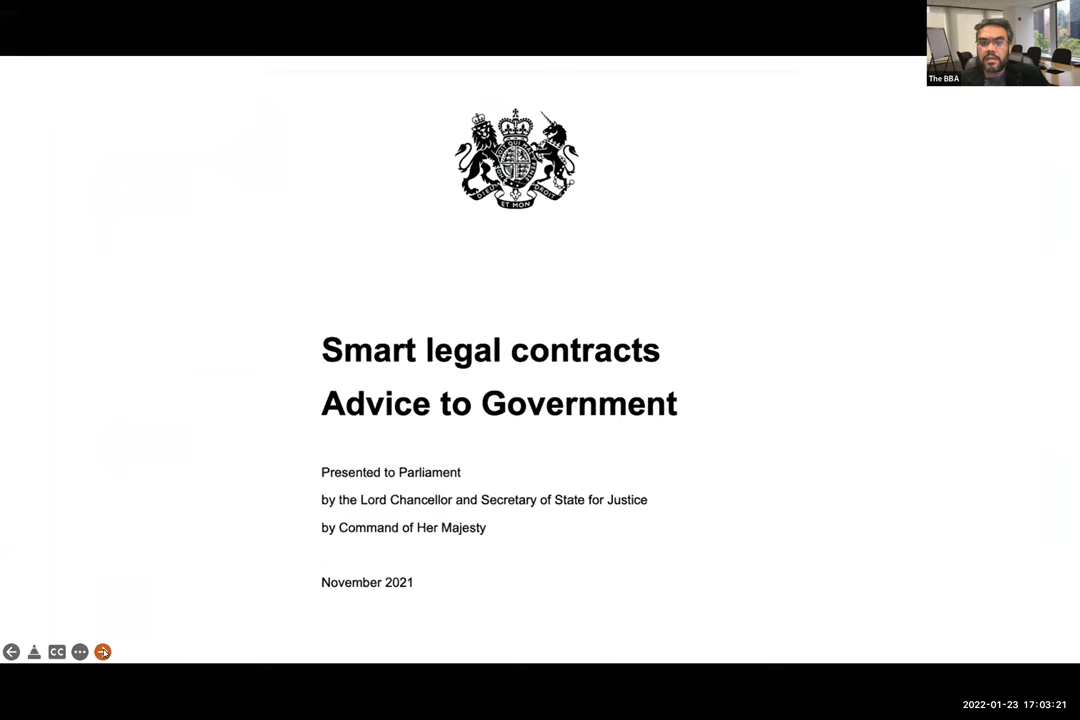 The BBA
DIEU ET MON DROIT
Smart legal contracts
Advice to Government
Presented to Parliament
by the Lord Chancellor and Secretary of State for Justice
by Command of Her Majesty
November 2021
CC
2022-01-23 17:03:21